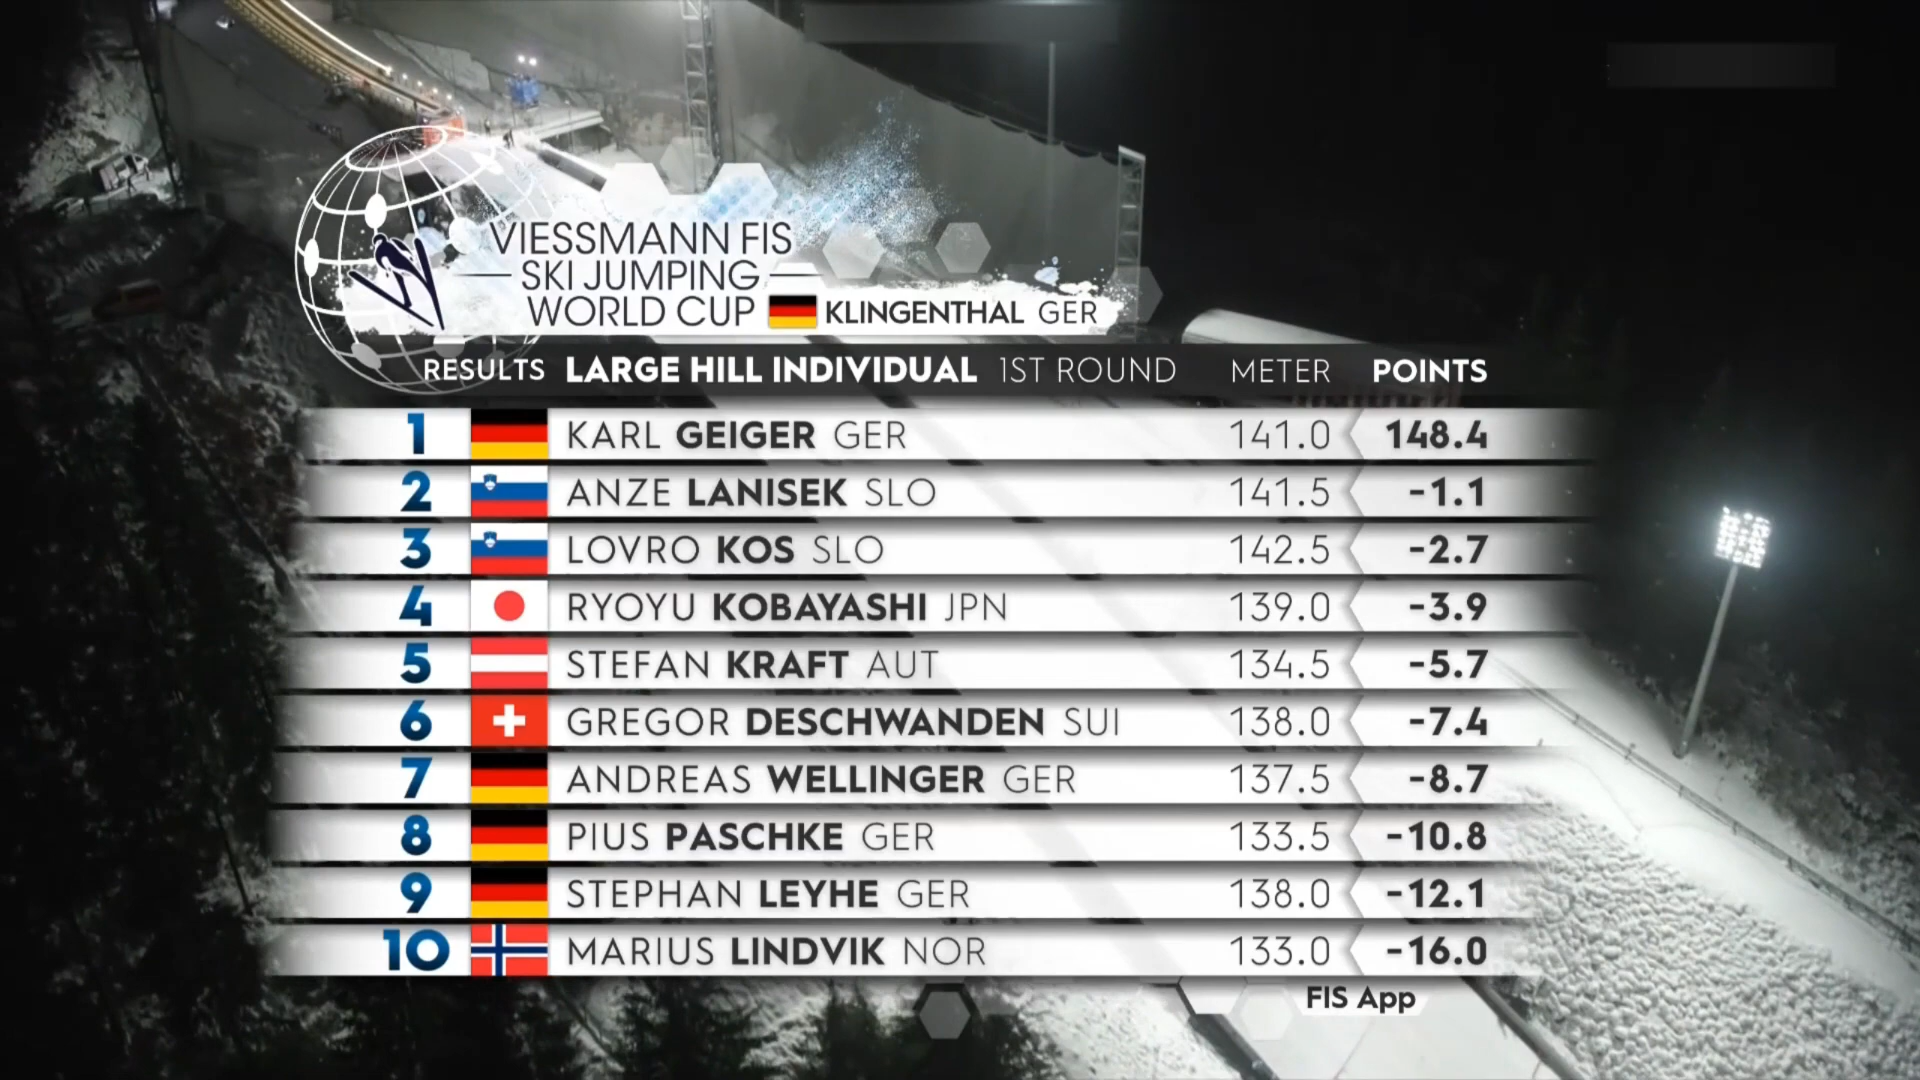 VIESSMANN FIS
SKI JUMPING
WORLD CUP KLINGENTHAL GER
RESULTS LARGE HILL INDIVIDUAL 1ST ROUND METER POINTS
1 KARL GEIGER GER 141.0 148.4
2 ANZE LANISEK SLO 141.5 -1.1
3 LOVRO KOS SLO 142.5 -2.7
4 RYOYU KOBAYASHI JPN 139.0 -3.9
5 STEFAN KRAFT AUT 134.5 -5.7
6 GREGOR DESCHWANDEN SUI 138.0 -7.4
7 ANDREAS WELLINGER GER 137.5 -8.7
8 PIUS PASCHKE GER 133.5 -10.8
9 STEPHAN LEYHE GER 138.0 -12.1
10 MARIUS LINDVIK NOR 133.0 -16.0
FIS App